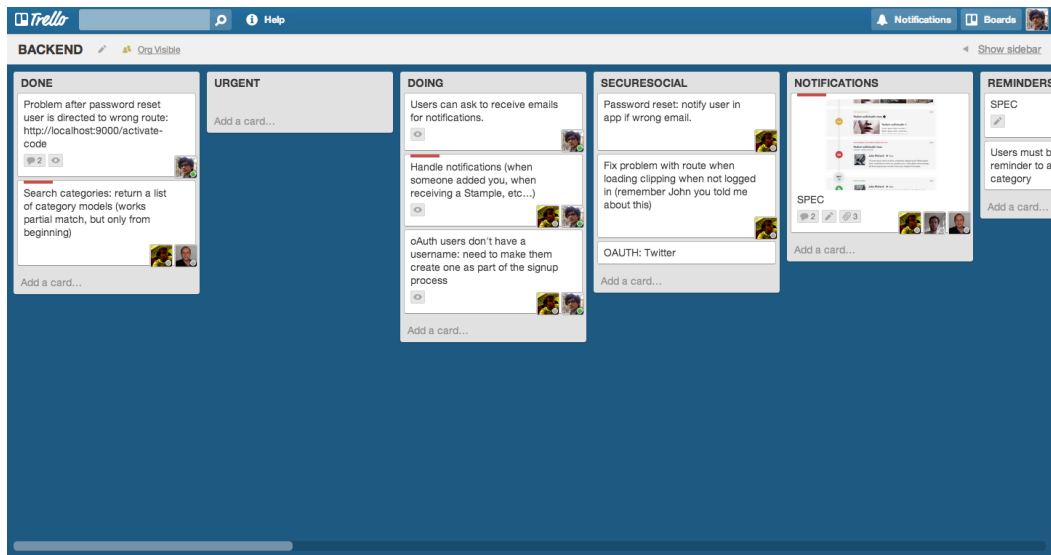 Trello
Help
Notifications
Boards
BACKEND
Org Visible
Show sidebar
DONE
Problem after password reset
user is directed to wrong route:
http://localhost:9000/activate-
code
2
Search categories: return a list
of category models (works
partial match, but only from
beginning)
Add a card...
URGENT
Add a card...
DOING
Users can ask to receive emails
for notifications.
Handle notifications (when
someone added you, when
receiving a Stample, etc...)
oAuth users don't have a
username: need to make them
create one as part of the signup
process
Add a card...
SECURESOCIAL
Password reset: notify user in
app if wrong email.
Fix problem with route when
loading clipping when not logged
in (remember John you told me
about this)
OAUTH: Twitter
Add a card...
NOTIFICATIONS
SPEC
2
3
Add a card...
REMINDERS
SPEC
Users must b
reminder to a
category
Add a card...